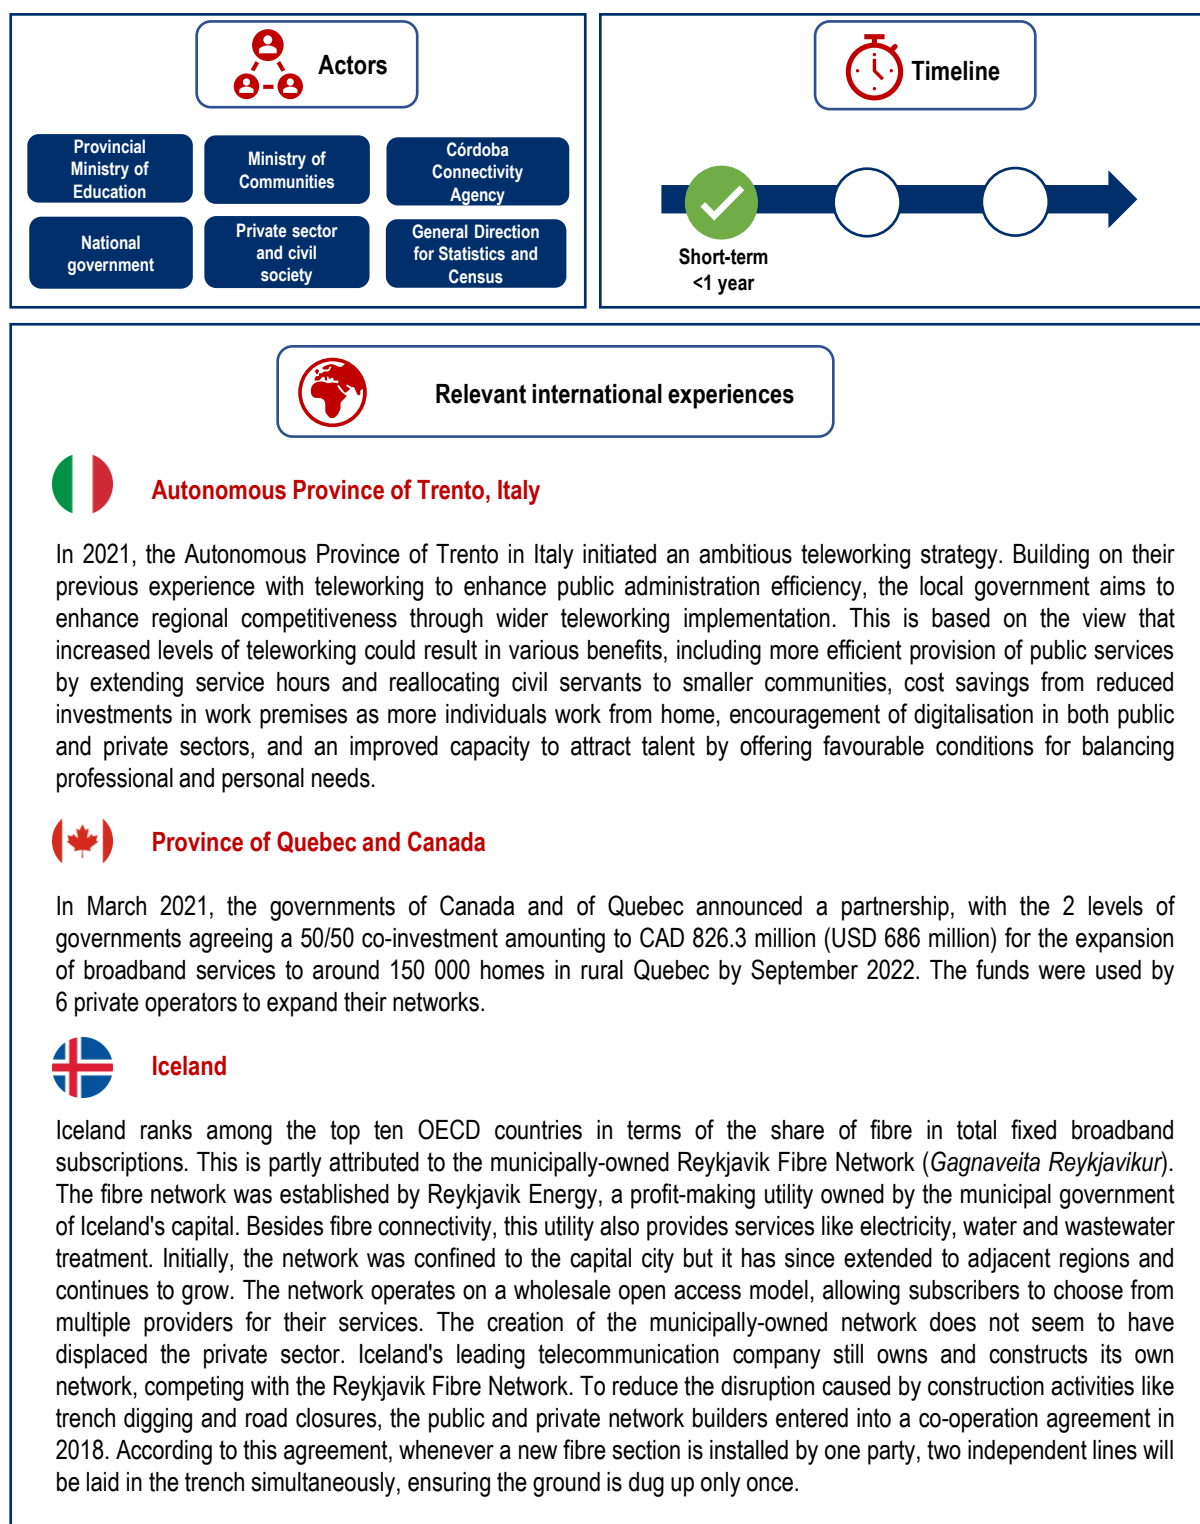 Actors
Provincial
Ministry of
Education
Ministry of
Communities
Córdoba
Connectivity
Agency
National
government
Private sector
and civil
society
General Direction
for Statistics and
Census
Timeline
Short-term
<1 year
Relevant international experiences
Autonomous Province of Trento, Italy
In 2021, the Autonomous Province of Trento in Italy initiated an ambitious teleworking strategy. Building on their
previous experience with teleworking to enhance public administration efficiency, the local government aims to
enhance regional competitiveness through wider teleworking implementation. This is based on the view that
increased levels of teleworking could result in various benefits, including more efficient provision of public services
by extending service hours and reallocating civil servants to smaller communities, cost savings from reduced
investments in work premises as more individuals work from home, encouragement of digitalisation in both public
and private sectors, and an improved capacity to attract talent by offering favourable conditions for balancing
professional and personal needs.
Province of Quebec and Canada
In March 2021, the governments of Canada and of Quebec announced a partnership, with the 2 levels of
governments agreeing a 50/50 co-investment amounting to CAD 826.3 million (USD 686 million) for the expansion
of broadband services to around 150 000 homes in rural Quebec by September 2022. The funds were used by
6 private operators to expand their networks.
Iceland
Iceland ranks among the top ten OECD countries in terms of the share of fibre in total fixed broadband
subscriptions. This is partly attributed to the municipally-owned Reykjavik Fibre Network (Gagnaveita Reykjavikur).
The fibre network was established by Reykjavik Energy, a profit-making utility owned by the municipal government
of Iceland's capital. Besides fibre connectivity, this utility also provides services like electricity, water and wastewater
treatment. Initially, the network was confined to the capital city but it has since extended to adjacent regions and
continues to grow. The network operates on a wholesale open access model, allowing subscribers to choose from
multiple providers for their services. The creation of the municipally-owned network does not seem to have
displaced the private sector. Iceland's leading telecommunication company still owns and constructs its own
network, competing with the Reykjavik Fibre Network. To reduce the disruption caused by construction activities like
trench digging and road closures, the public and private network builders entered into a co-operation agreement in
2018. According to this agreement, whenever a new fibre section is installed by one party, two independent lines will
be laid in the trench simultaneously, ensuring the ground is dug up only once.